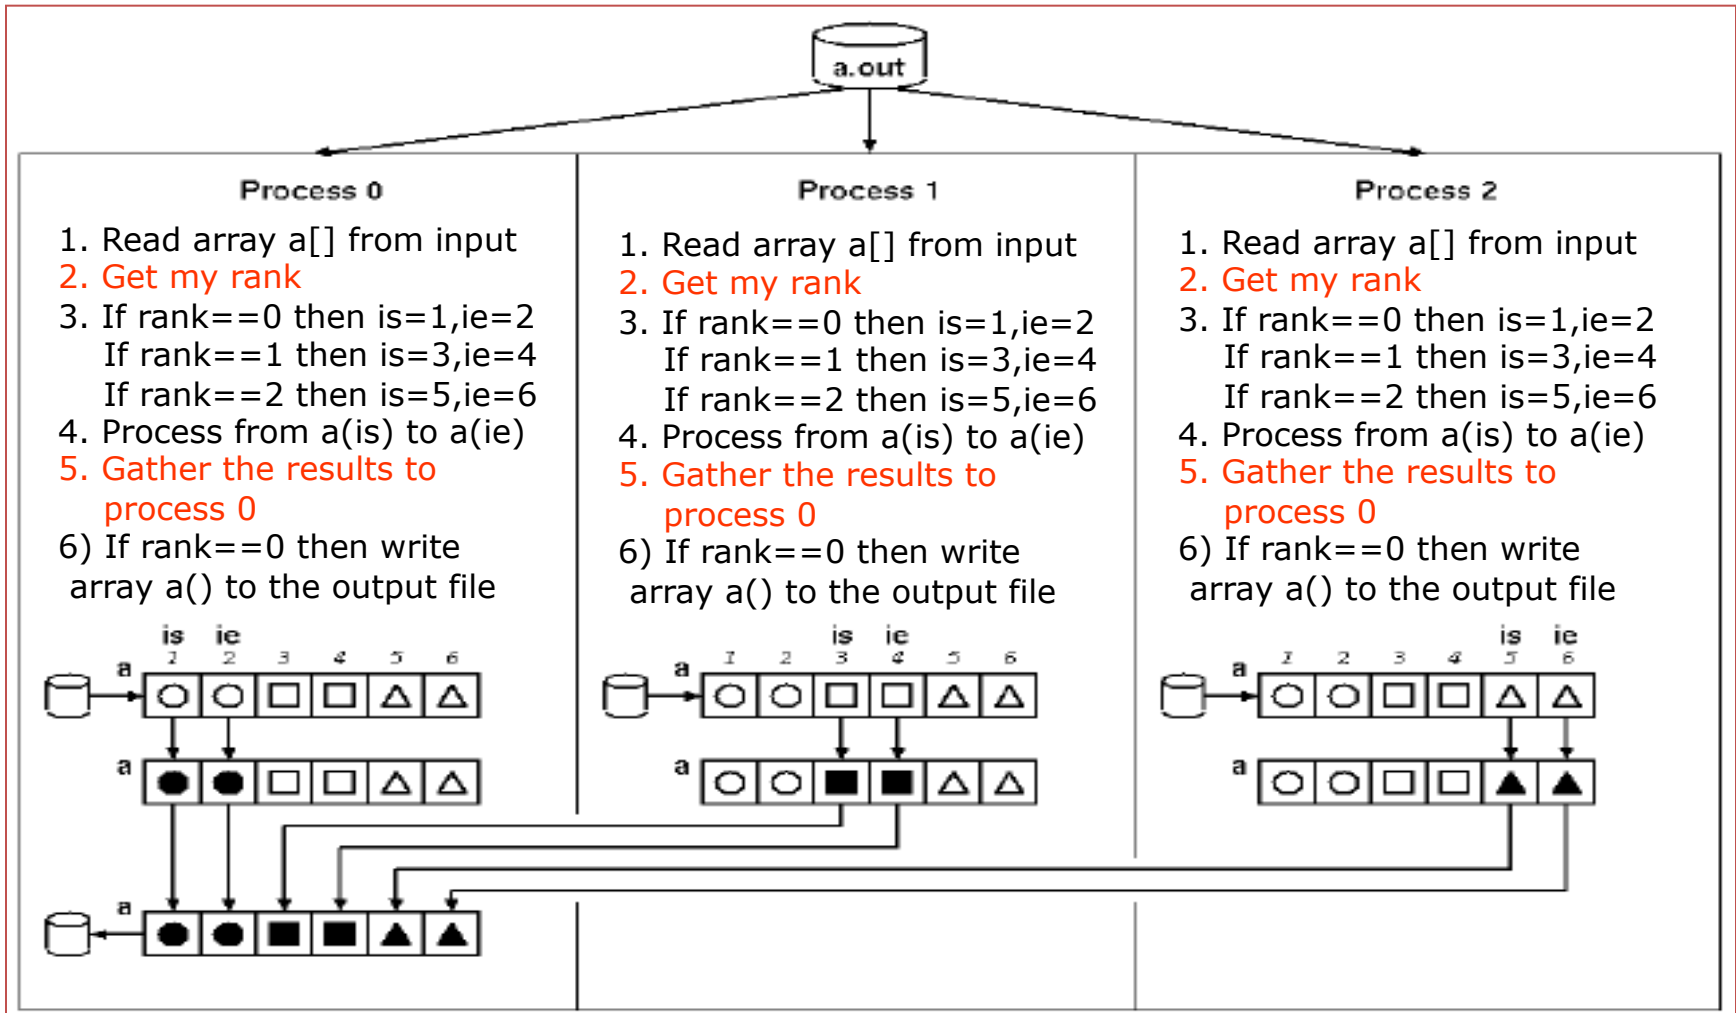 a.out
Process 0
1. Read array a[] from input
2. Get my rank
3. If rank==0 then is=1,ie=2
If rank==1 then is=3,ie=4
If rank==2 then is=5,ie=6
4. Process from a(is) to a(ie)
5. Gather the results to
process 0
6) If rank==0 then write
array a() to the output file
is ie
1 2 3 4 5 6
a
a
a
Process 1
1. Read array a[] from input
2. Get my rank
3. If rank==0 then is=1,ie=2
If rank==1 then is=3,ie=4
If rank==2 then is=5,ie=6
4. Process from a(is) to a(ie)
5. Gather the results to
process 0
6) If rank==0 then write
array a() to the output file
is ie
1 2 3 4 5 6
a
a
Process 2
1. Read array a[] from input
2. Get my rank
3. If rank==0 then is=1,ie=2
If rank==1 then is=3,ie=4
If rank==2 then is=5,ie=6
4. Process from a(is) to a(ie)
5. Gather the results to
process 0
6) If rank==0 then write
array a() to the output file
is ie
1 2 3 4 5 6
a
a